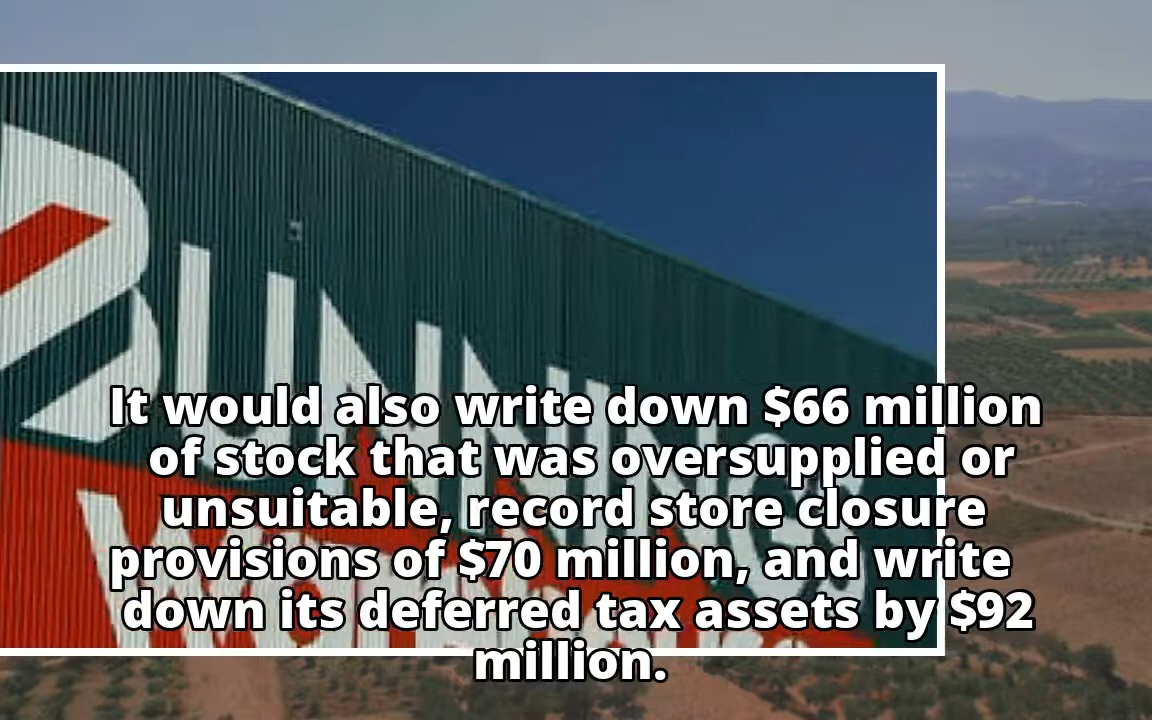 BUNNINGS
It would also write down $66 million
of stock that was oversupplied or
unsuitable, record store closure
provisions of $70 million, and write
down its deferred tax assets by $92
million.